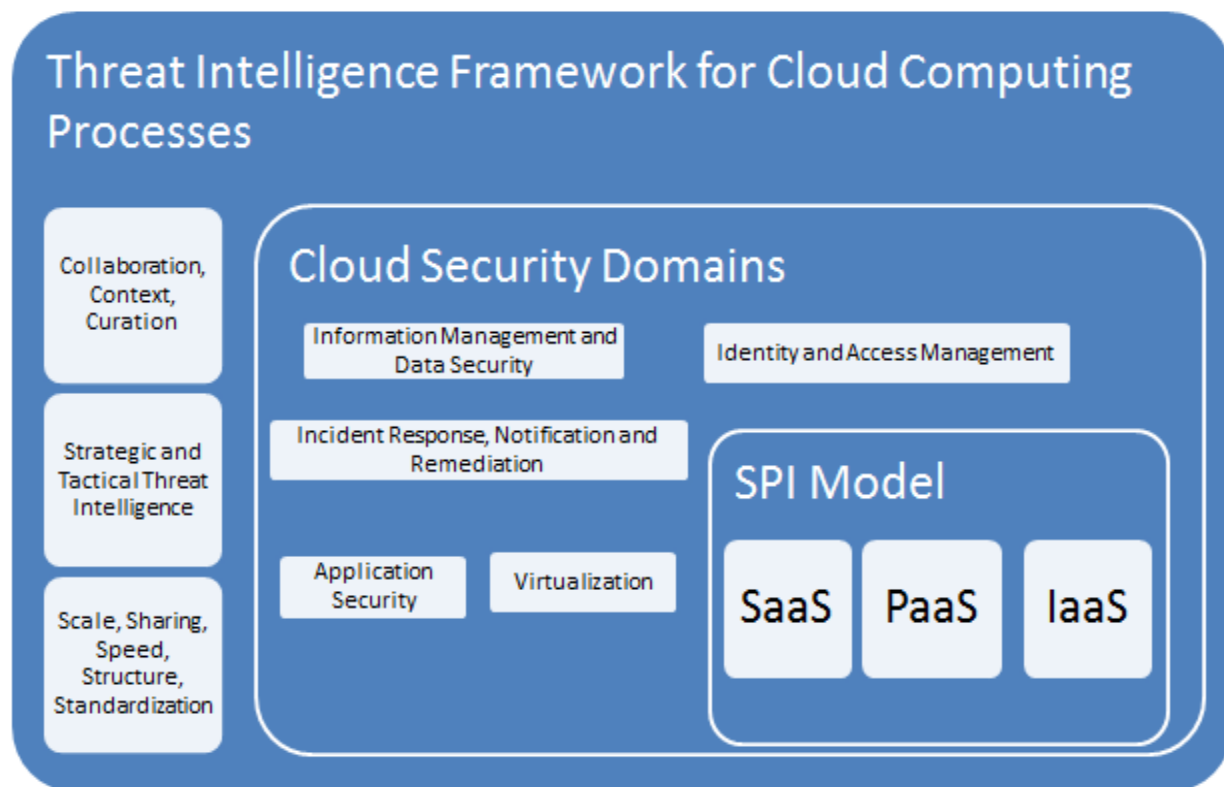 Threat Intelligence Framework for Cloud Computing
Processes
Collaboration,
Context,
Curation
Strategic and
Tactical Threat
Intelligence
Scale, Sharing,
Speed,
Structure,
Standardization
Cloud Security Domains
Information Management and
Data Security
Identity and Access Management
Incident Response, Notification and
Remediation
Application
Security
Virtualization
SPI Model
SaaS
PaaS
IaaS